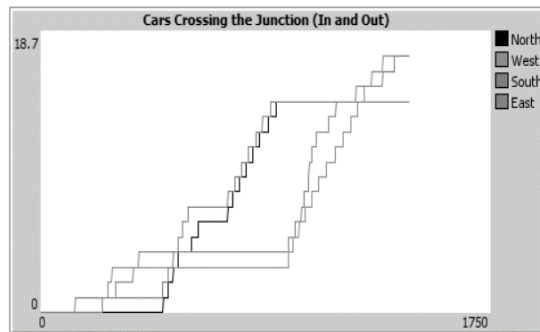 Cars Crossing the Junction (In and Out)
18.7
North
West
South
East
0
0
1750